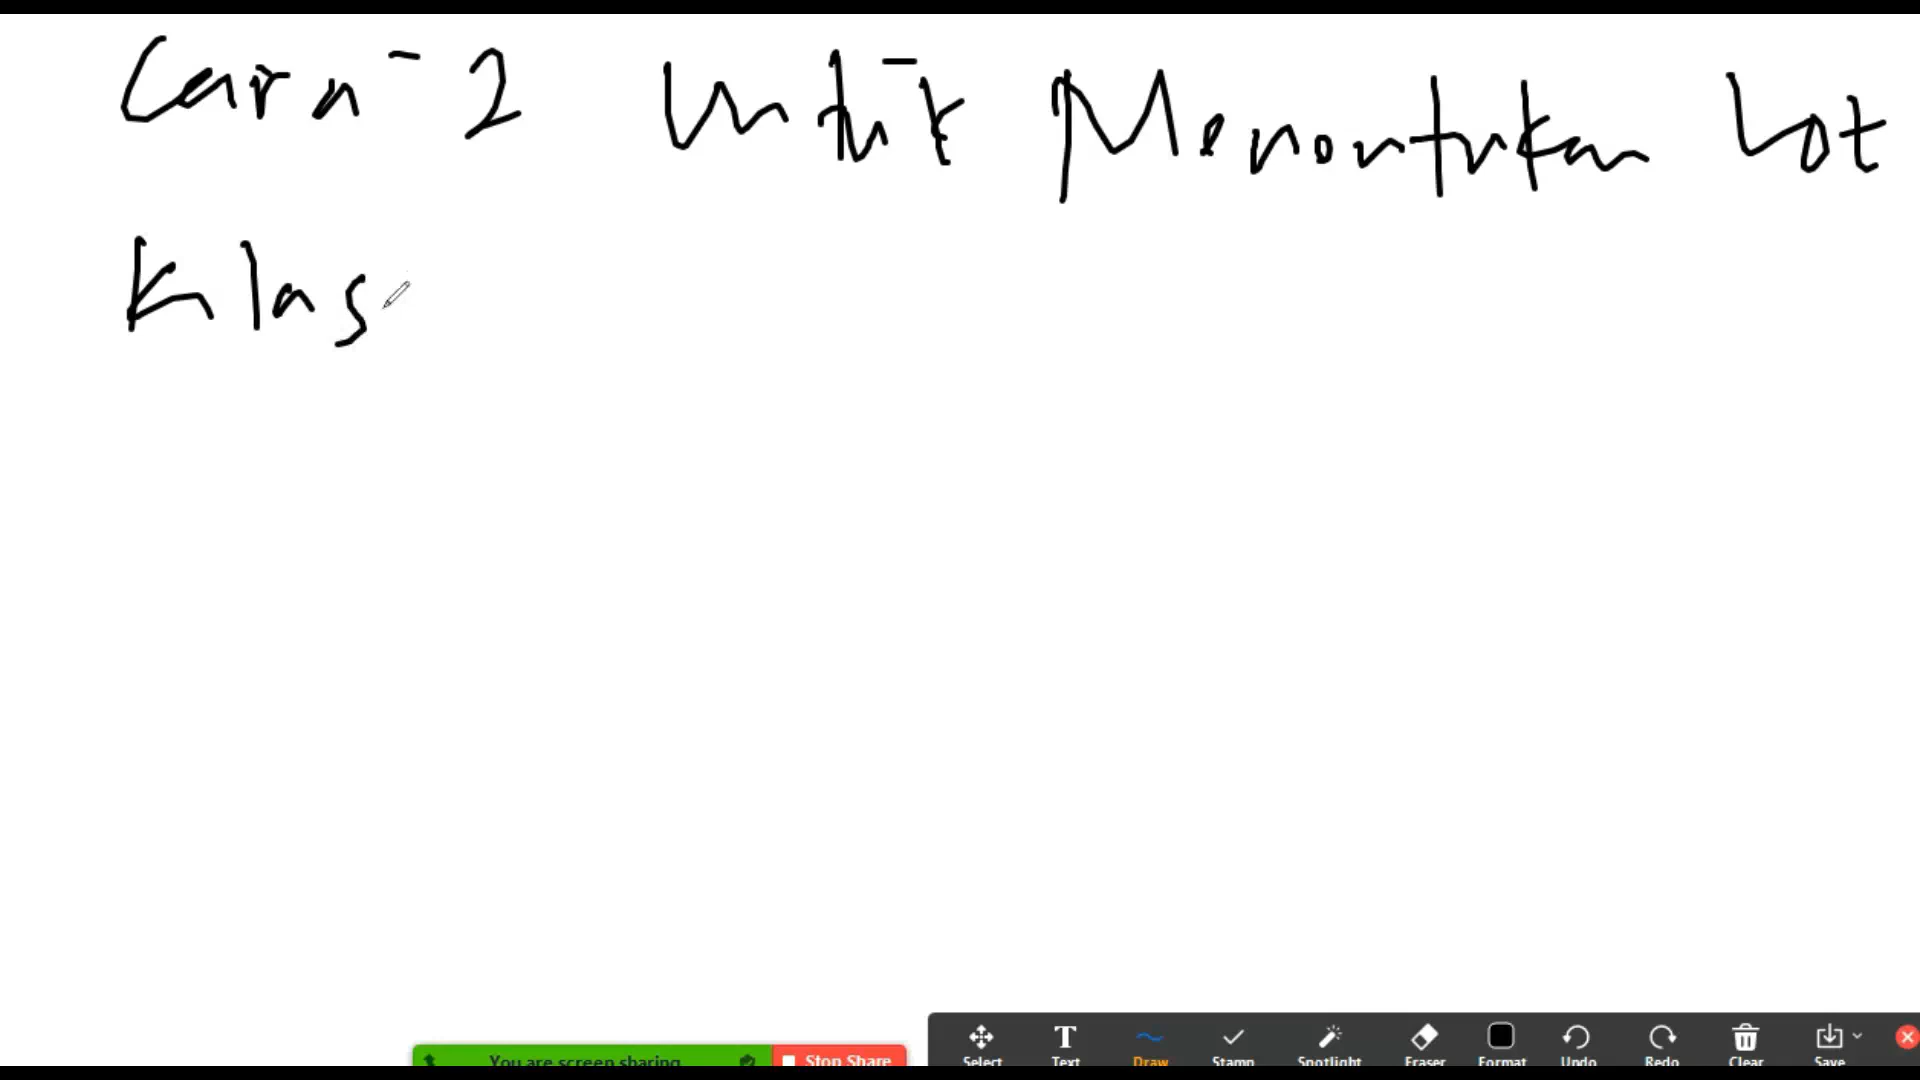 Cara-2 Untuk Menentukan Lot
Klas
You are screen sharing Stop Share
Select Text Draw Stamp Spotlight Eraser Format Undo Redo Clear Save